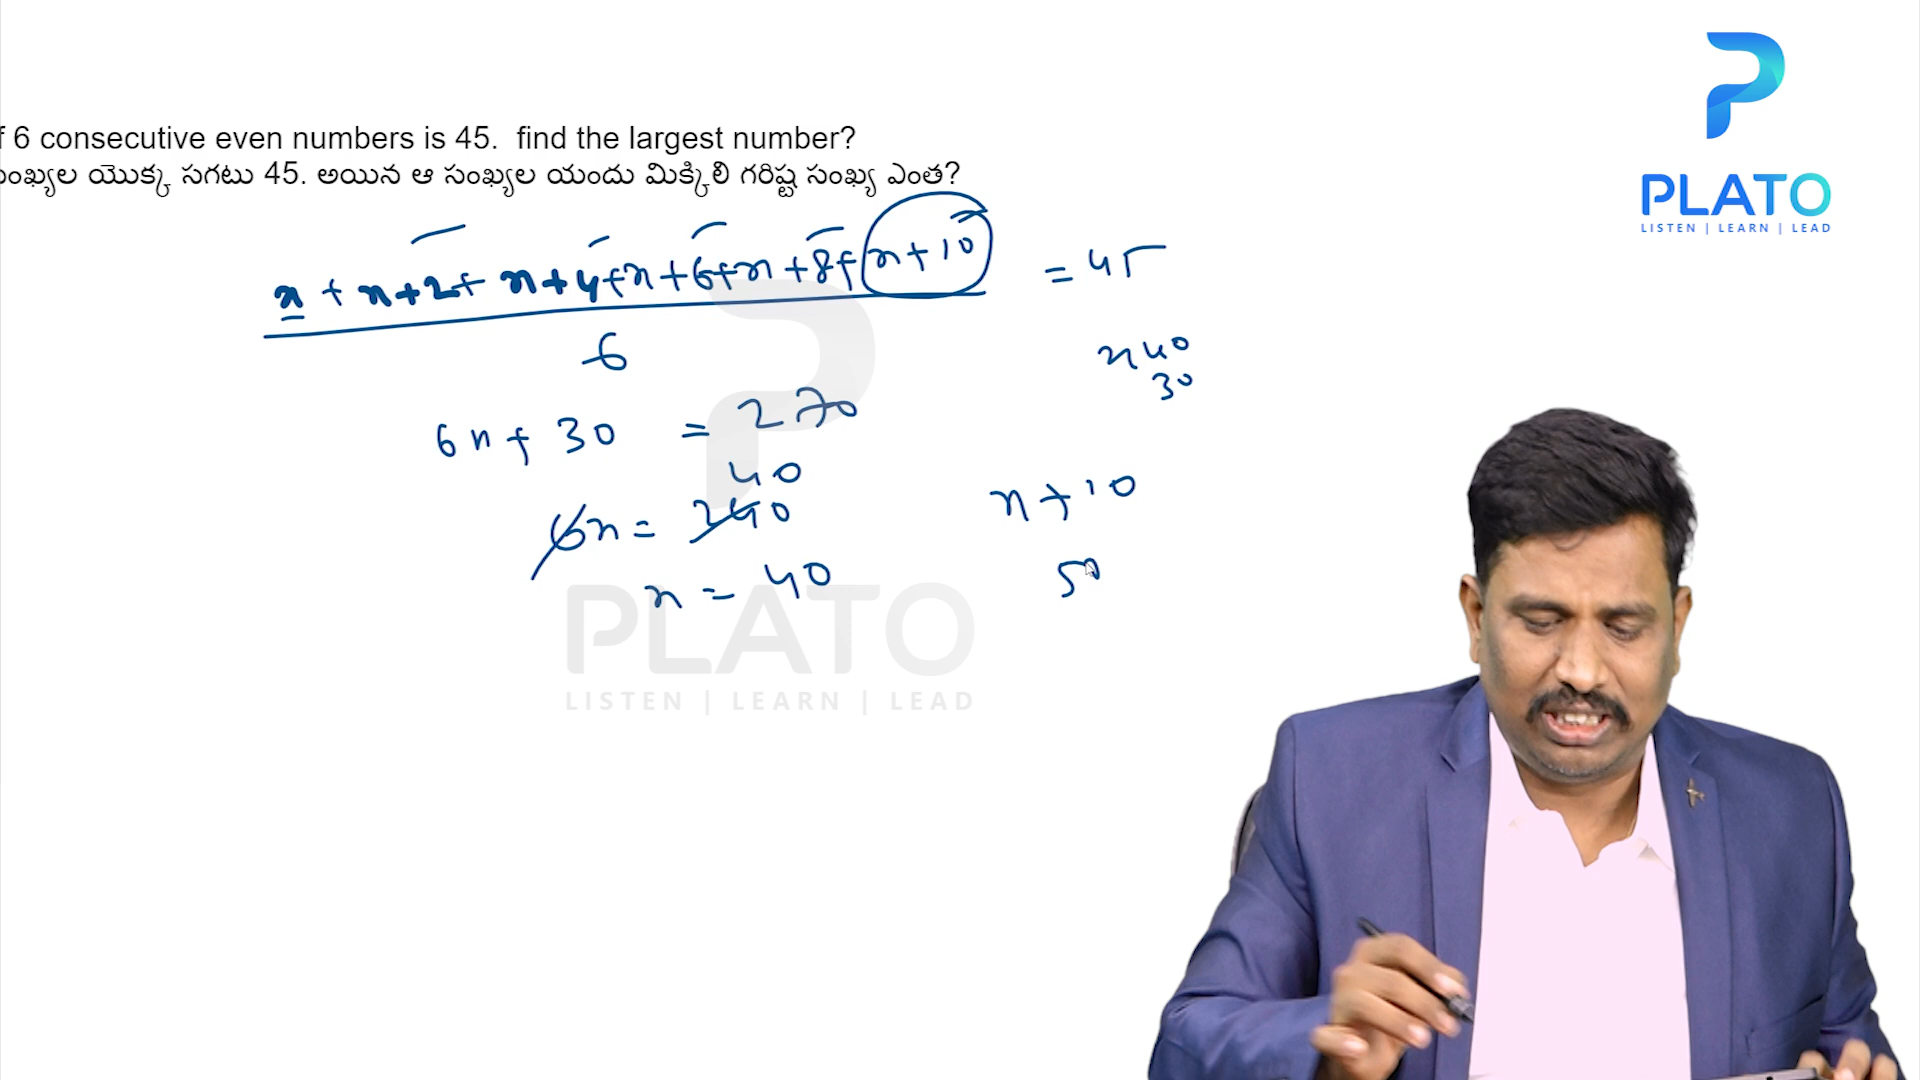 f 6 consecutive even numbers is 45. find the largest number?
సంఖ్యల యొక్క సగటు 45. అయిన ఆ సంఖ్యల యందు మిక్కిలి గరిష్ట సంఖ్య ఎంత?
x + x+2+ x+4+x+6+x+8+ x+10 = 45
6
x 40
30
6x+ 30 = 270
40
6x = 240
x+10
x = 40
50
PLATO
LISTEN | LEARN | LEAD
PLATO
LISTEN | LEARN | LEAD